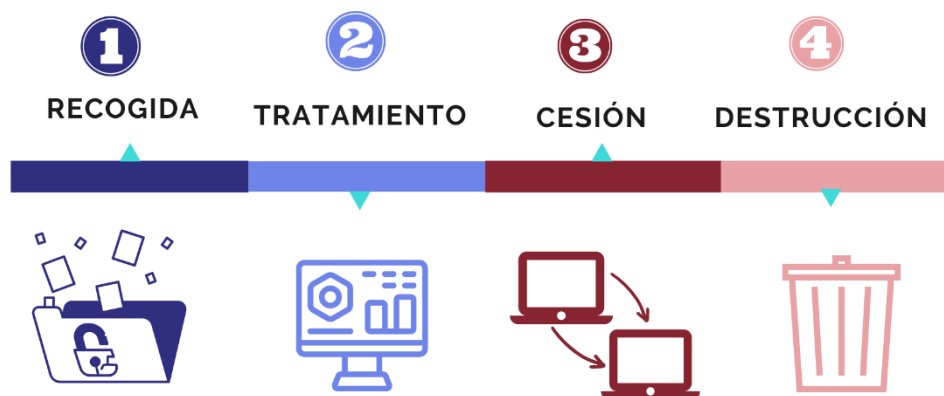 1
RECOGIDA
2
TRATAMIENTO
3
CESIÓN
4
DESTRUCCIÓN